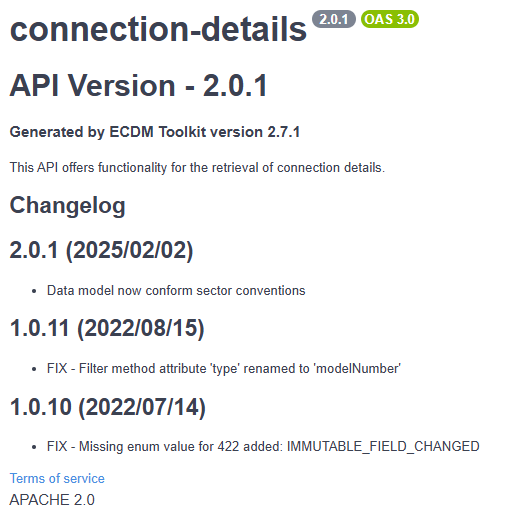 connection-details 2.0.1 OAS 3.0
API Version - 2.0.1
Generated by ECDM Toolkit version 2.7.1
This API offers functionality for the retrieval of connection details.
Changelog
2.0.1 (2025/02/02)
• Data model now conform sector conventions
1.0.11 (2022/08/15)
• FIX - Filter method attribute 'type' renamed to 'modelNumber'
1.0.10 (2022/07/14)
• FIX - Missing enum value for 422 added: IMMUTABLE_FIELD_CHANGED
Terms of service
APACHE 2.0